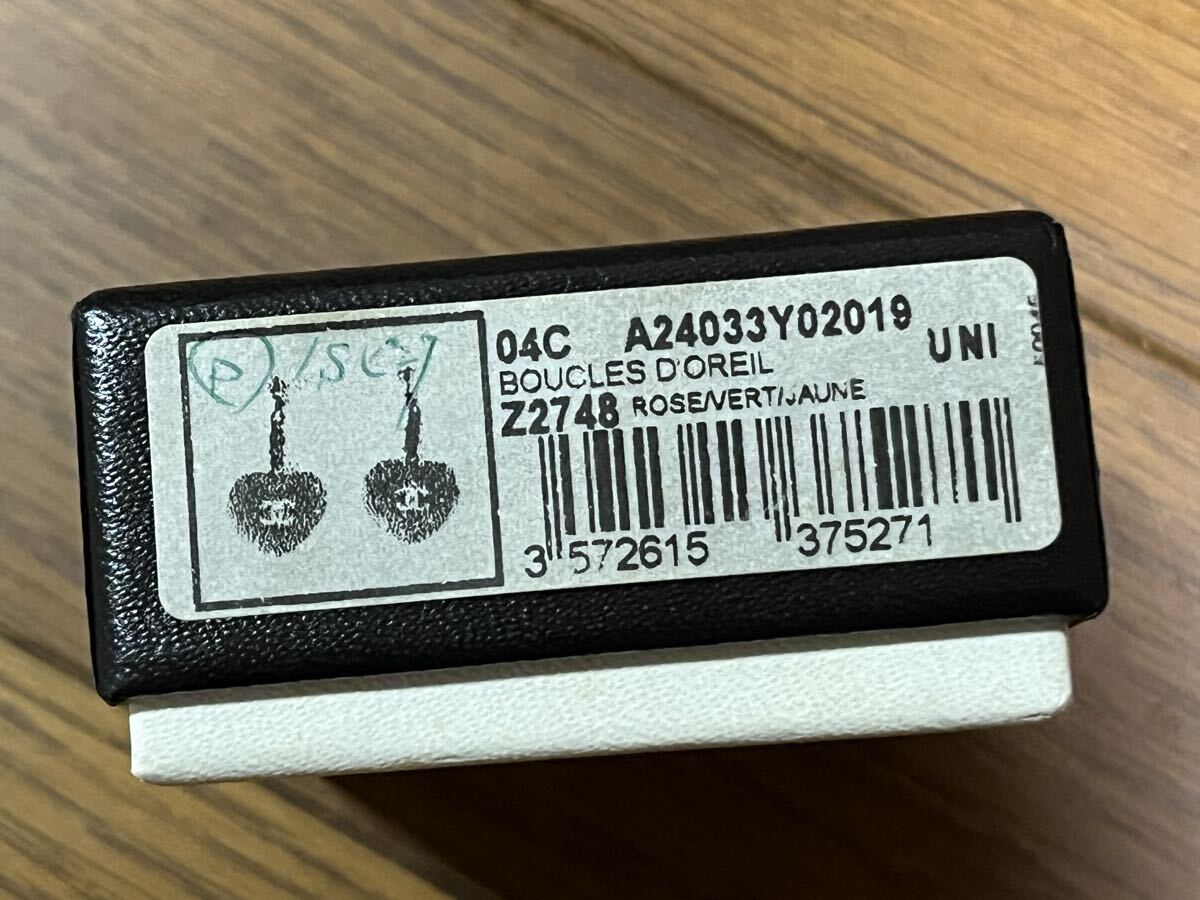 04C A24033Y02019
BOUCLES D'OREIL UNI
Z2748 ROSE/VERT/JAUNE
3 572615 375271